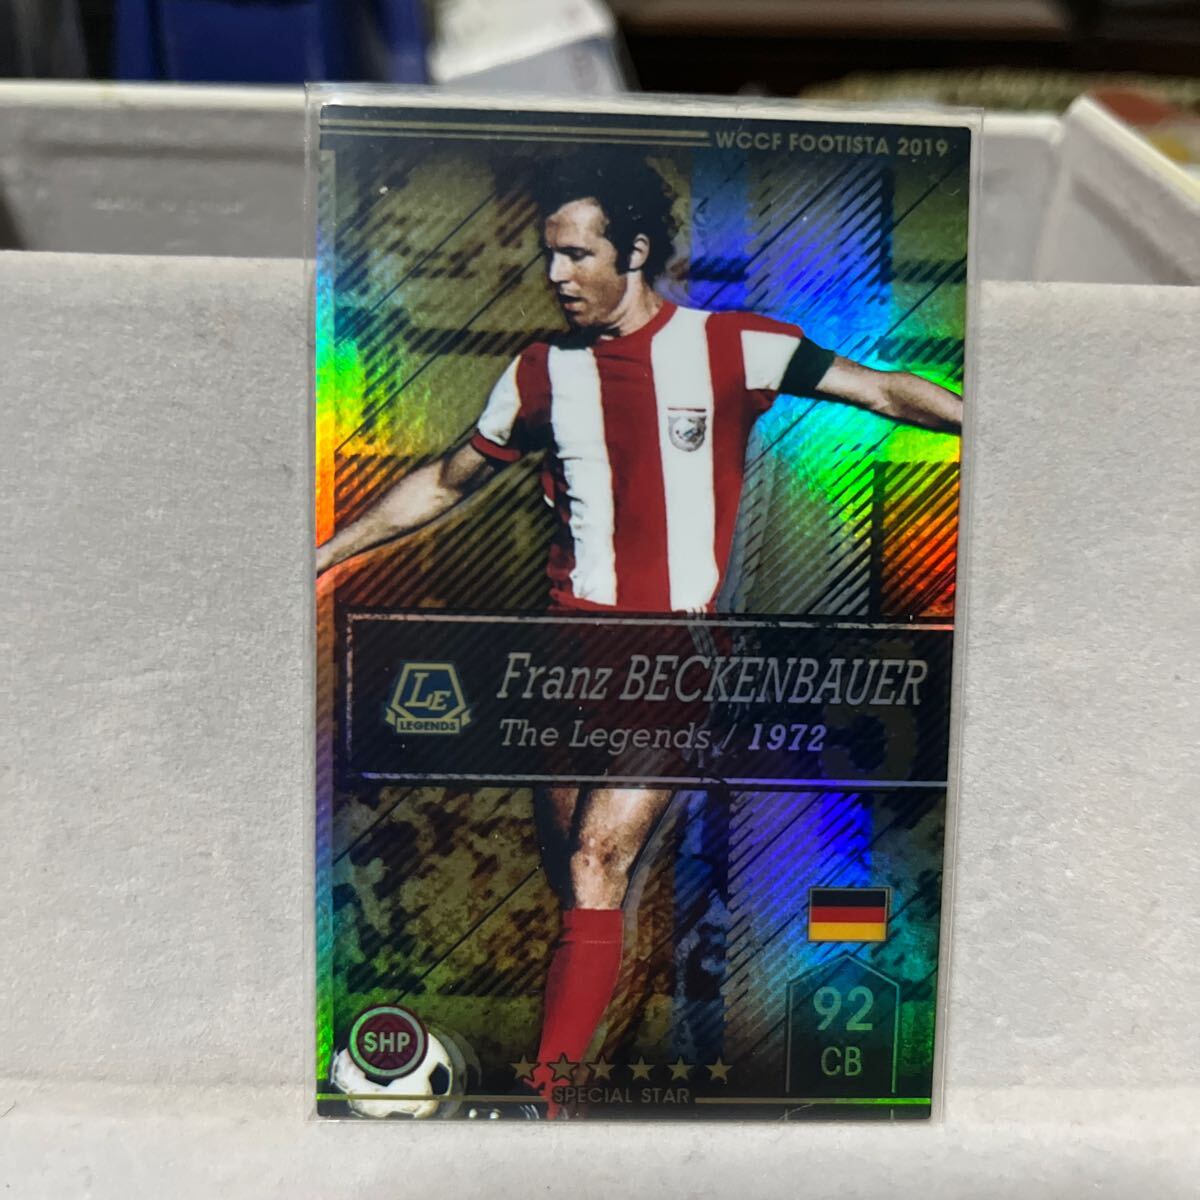 WCCF FOOTISTA 2019
Franz BECKENBAUER
LE
LEGENDS
The Legends / 1972
92
CB
SHP
SPECIAL STAR